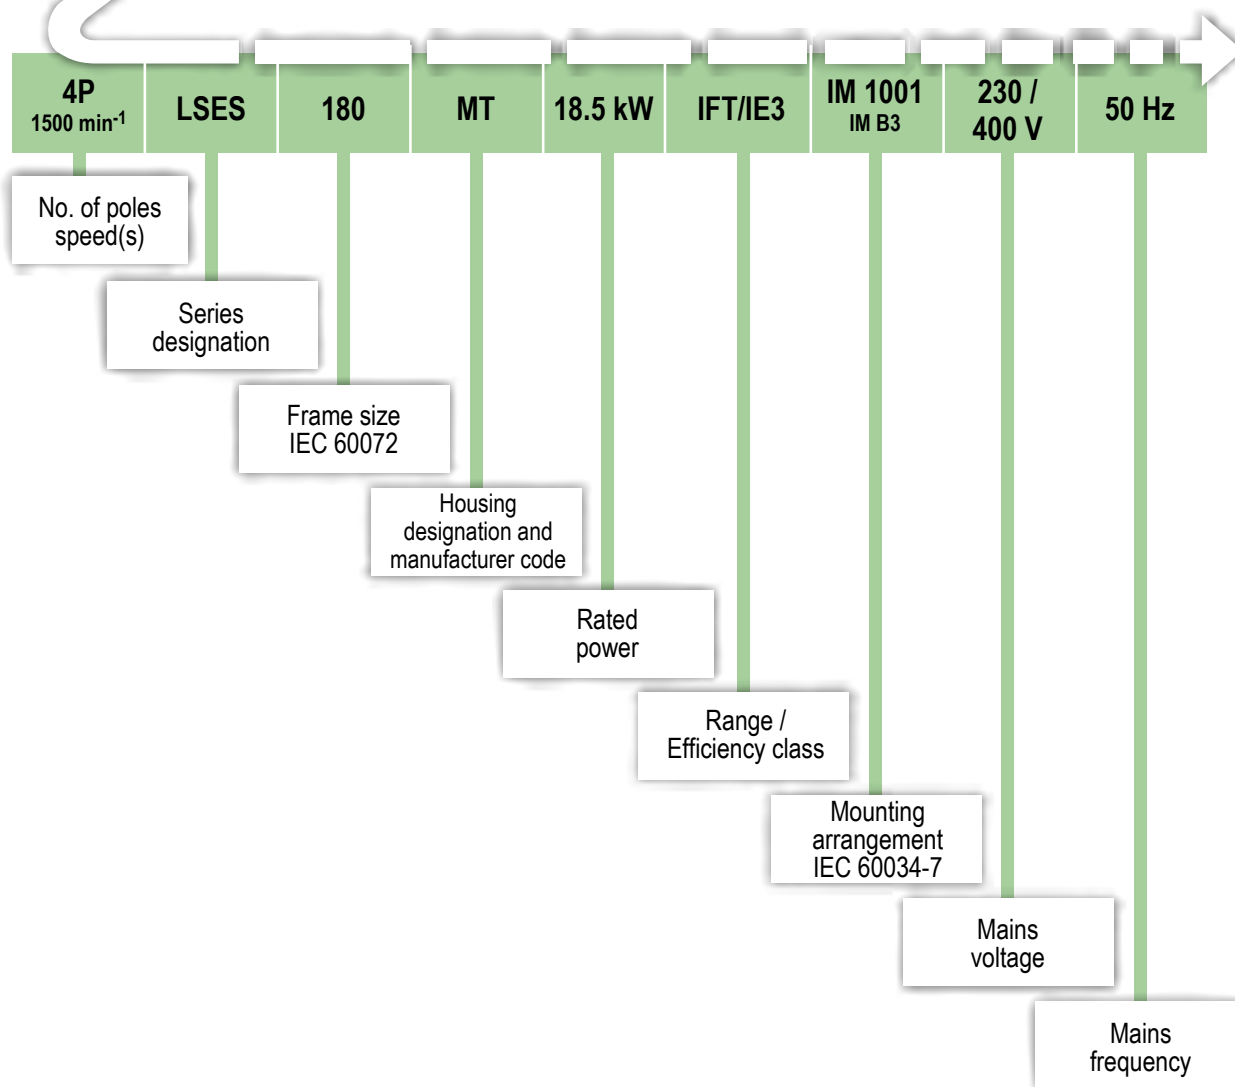 4P
1500 min-1
LSES
180
MT
18.5 kW
IFT/IE3
IM 1001
IM B3
230 /
400 V
50 Hz
No. of poles
speed(s)
Series
designation
Frame size
IEC 60072
Housing
designation and
manufacturer code
Rated
power
Range /
Efficiency class
Mounting
arrangement
IEC 60034-7
Mains
voltage
Mains
frequency